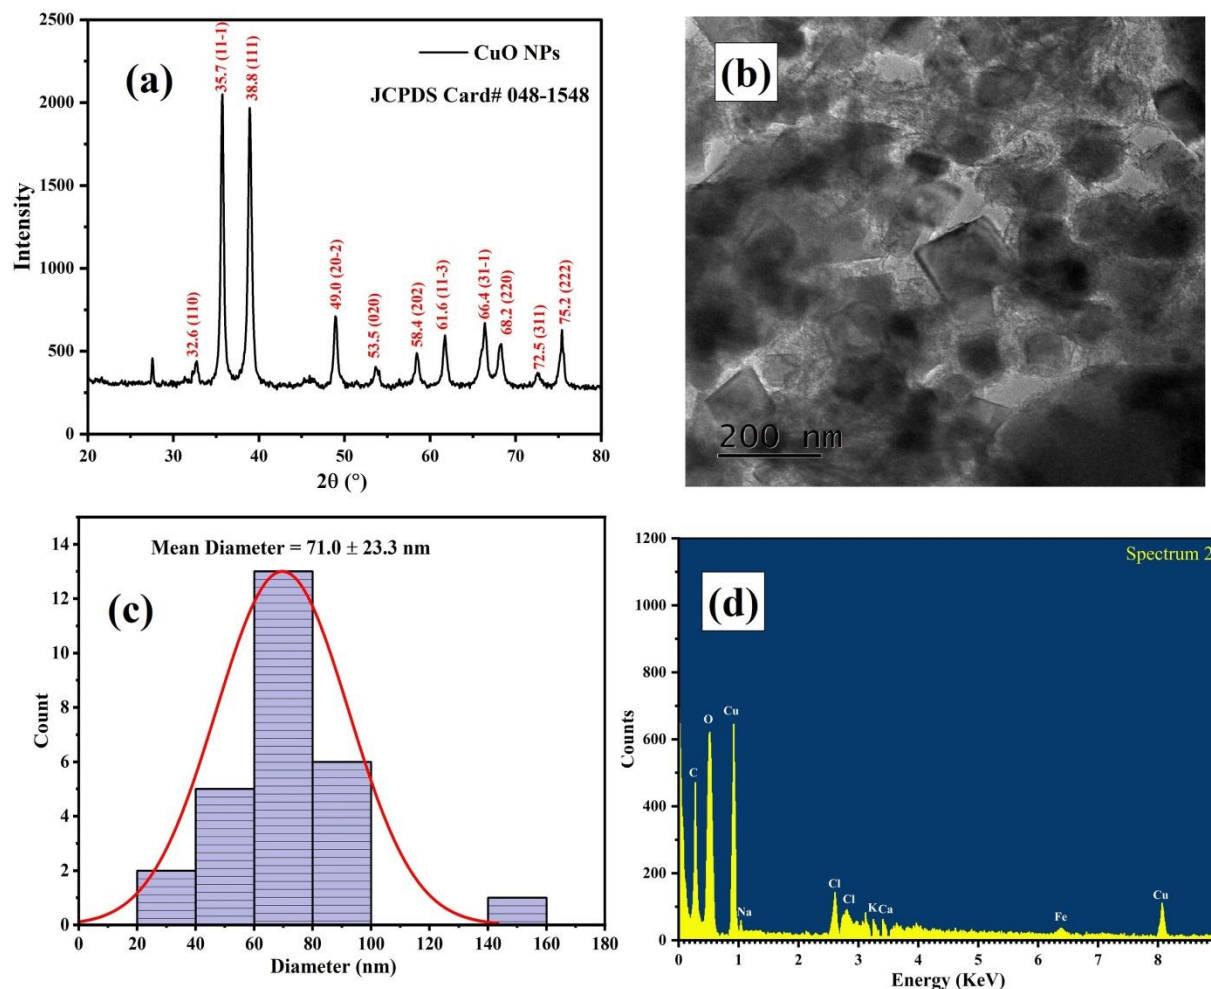 (a)
CuO NPs
JCPDS Card# 048-1548
2500
2000
1500
1000
500
0
Intensity
32.6 (110)
35.7 (11-1)
38.8 (111)
49.0 (20-2)
53.5 (020)
58.4 (202)
61.6 (11-3)
66.4 (31-1)
68.2 (220)
72.5 (311)
75.2 (222)
20 30 40 50 60 70 80
2θ (°)
(b)
200 nm
Mean Diameter = 71.0 ± 23.3 nm
(c)
14
12
10
8
6
4
2
0
Count
0 20 40 60 80 100 120 140 160 180
Diameter (nm)
Spectrum 2
(d)
1200
1000
800
600
400
200
0
Counts
C
O
Cu
Na
Cl
Cl
K
Ca
Fe
Cu
0 1 2 3 4 5 6 7 8
Energy (KeV)